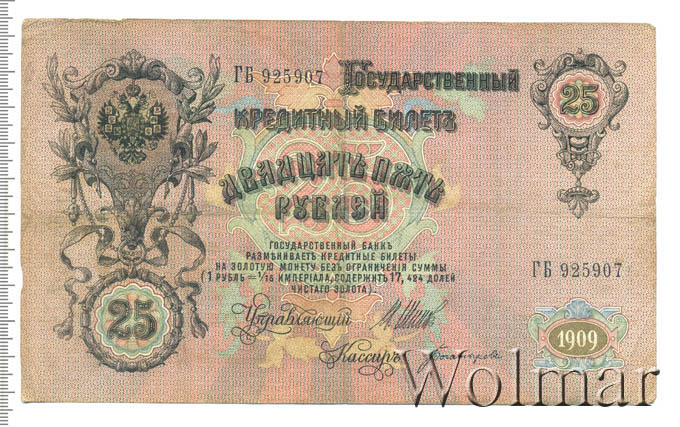 ГБ 925907
Государственный
Кредитный Билетъ
25
Двадцать пять
рублей
Государственный банкъ
размѣниваетъ кредитные билеты
на золотую монету безъ ограниченія суммы
(1 рубль = 1/15 имперіала, содержитъ 17,424 долей
чистаго золота).
25
ГБ 925907
25
Управляющій
Кассиръ
1909
Wolmar